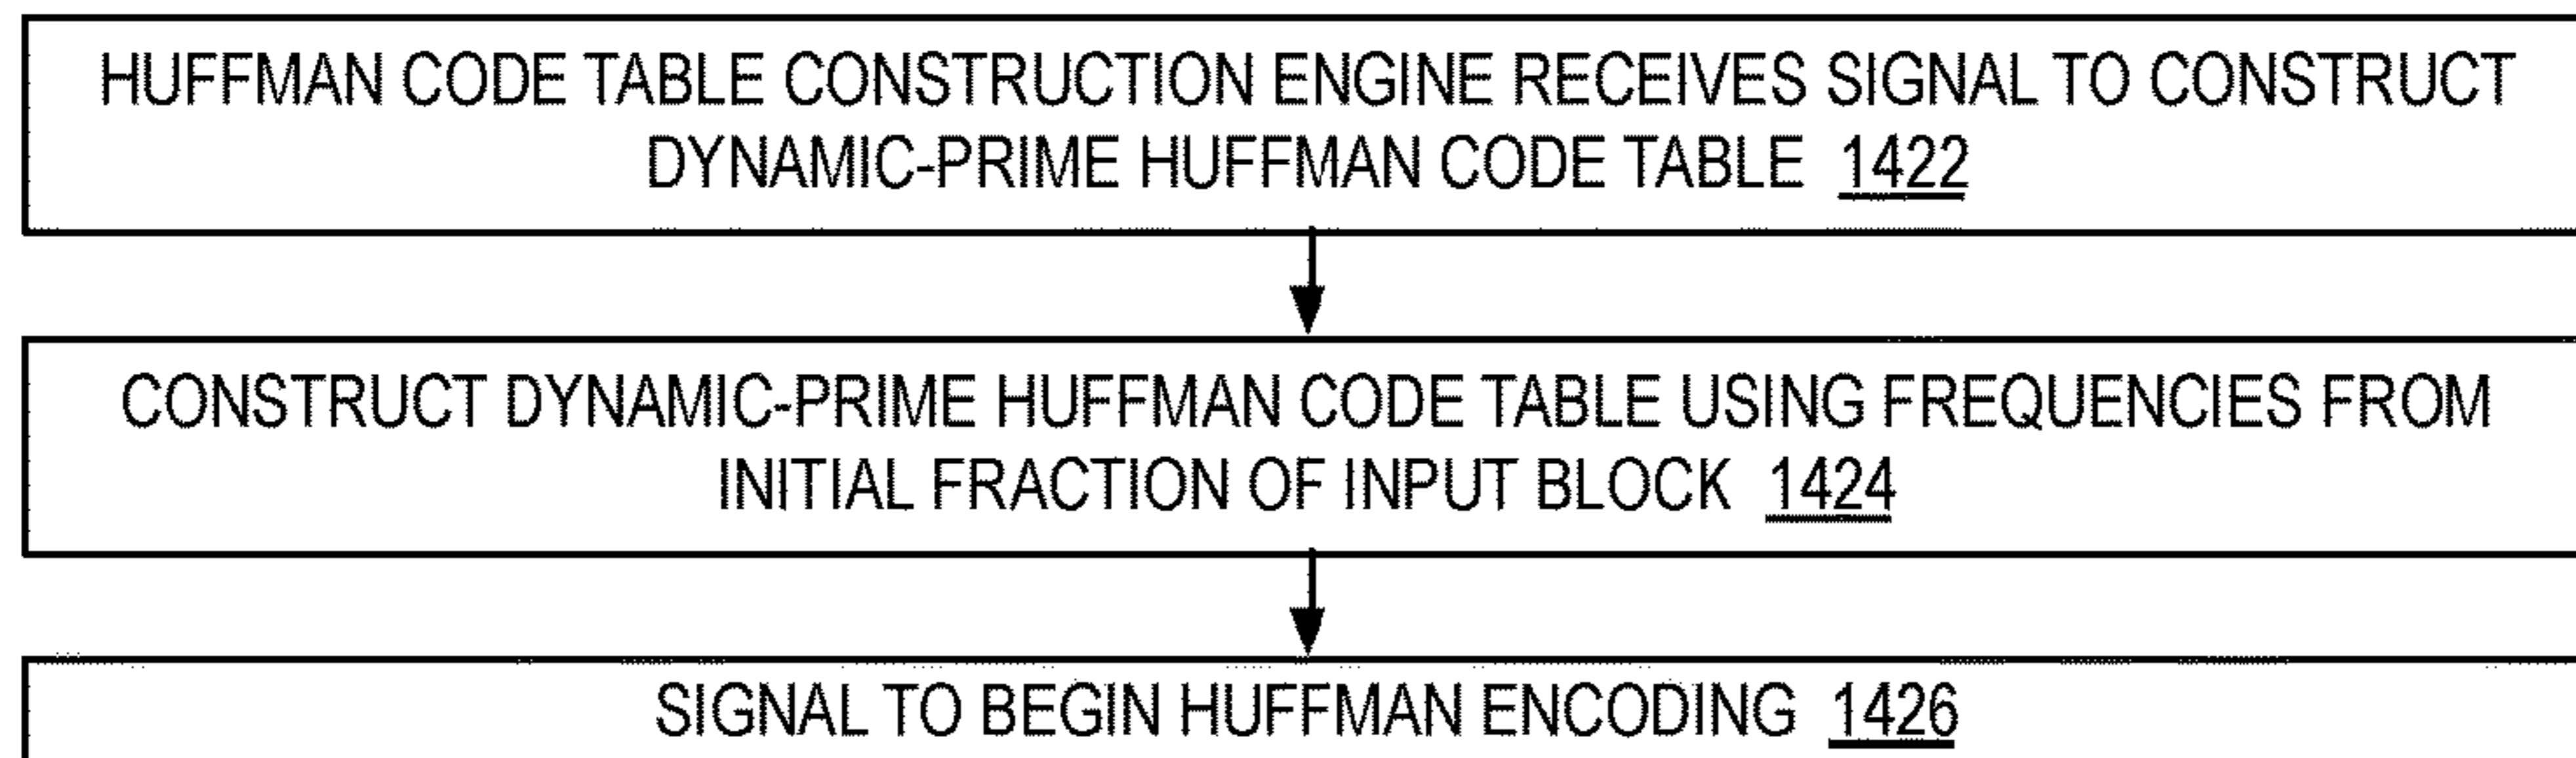 HUFFMAN CODE TABLE CONSTRUCTION ENGINE RECEIVES SIGNAL TO CONSTRUCT
DYNAMIC-PRIME HUFFMAN CODE TABLE 1422
CONSTRUCT DYNAMIC-PRIME HUFFMAN CODE TABLE USING FREQUENCIES FROM
INITIAL FRACTION OF INPUT BLOCK 1424
SIGNAL TO BEGIN HUFFMAN ENCODING 1426